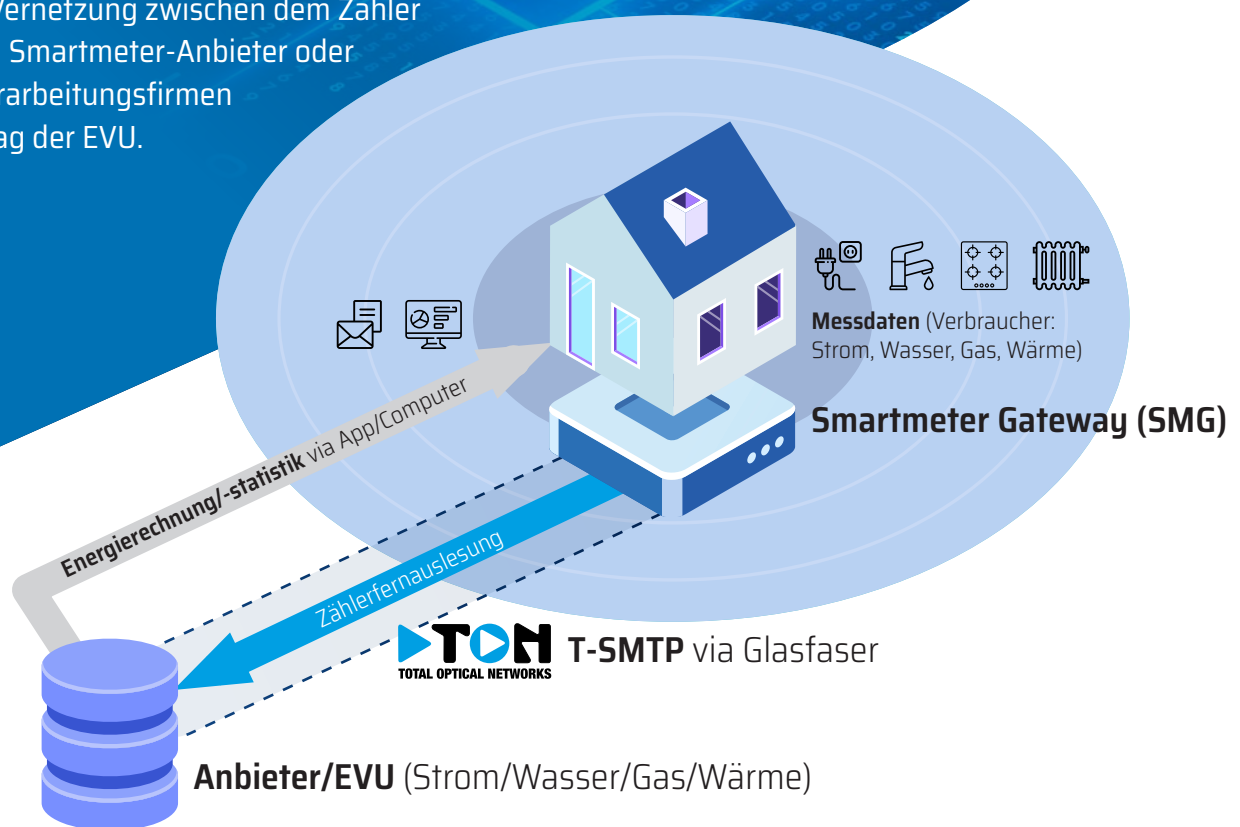 Vernetzung zwischen dem Zähler
Smartmeter-Anbieter oder
rarbeitungsfirmen
ag der EVU.
Messdaten (Verbraucher:
Strom, Wasser, Gas, Wärme)
Smartmeter Gateway (SMG)
Energierechnung/-statistik via App/Computer
Zählerfernauslesung
TON
TOTAL OPTICAL NETWORKS
T-SMTP via Glasfaser
Anbieter/EVU (Strom/Wasser/Gas/Wärme)